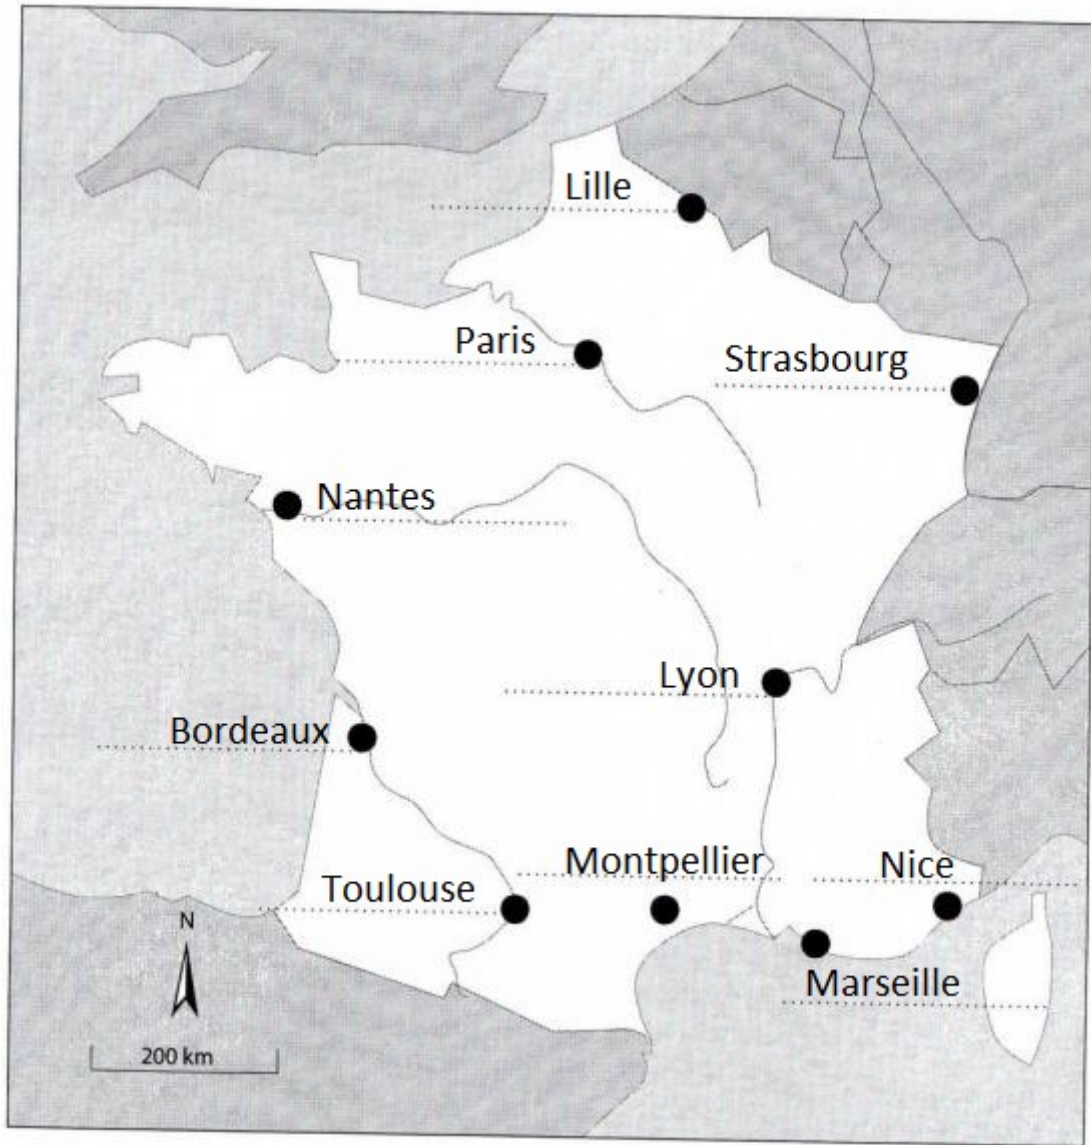 Lille
Paris
Strasbourg
Nantes
Lyon
Bordeaux
Montpellier
Nice
Toulouse
N
Marseille
200 km